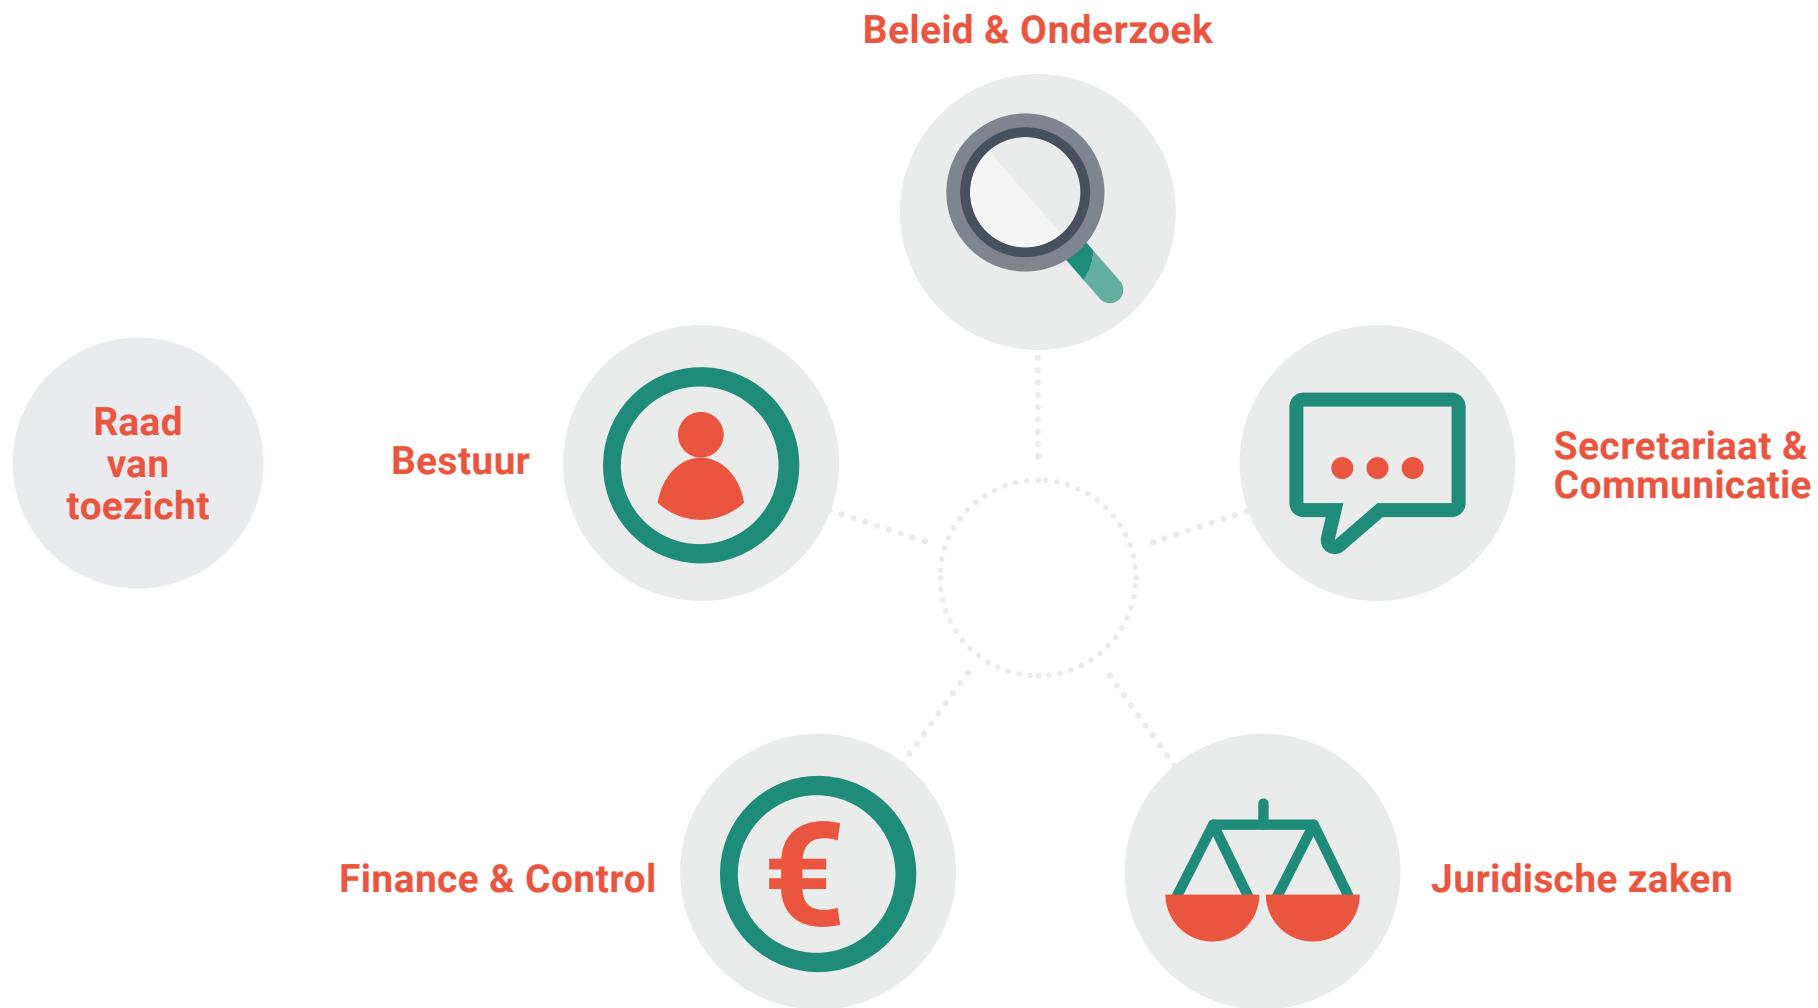 Beleid & Onderzoek
Raad
van
toezicht
Bestuur
Secretariaat &
Communicatie
€
Finance & Control
Juridische zaken